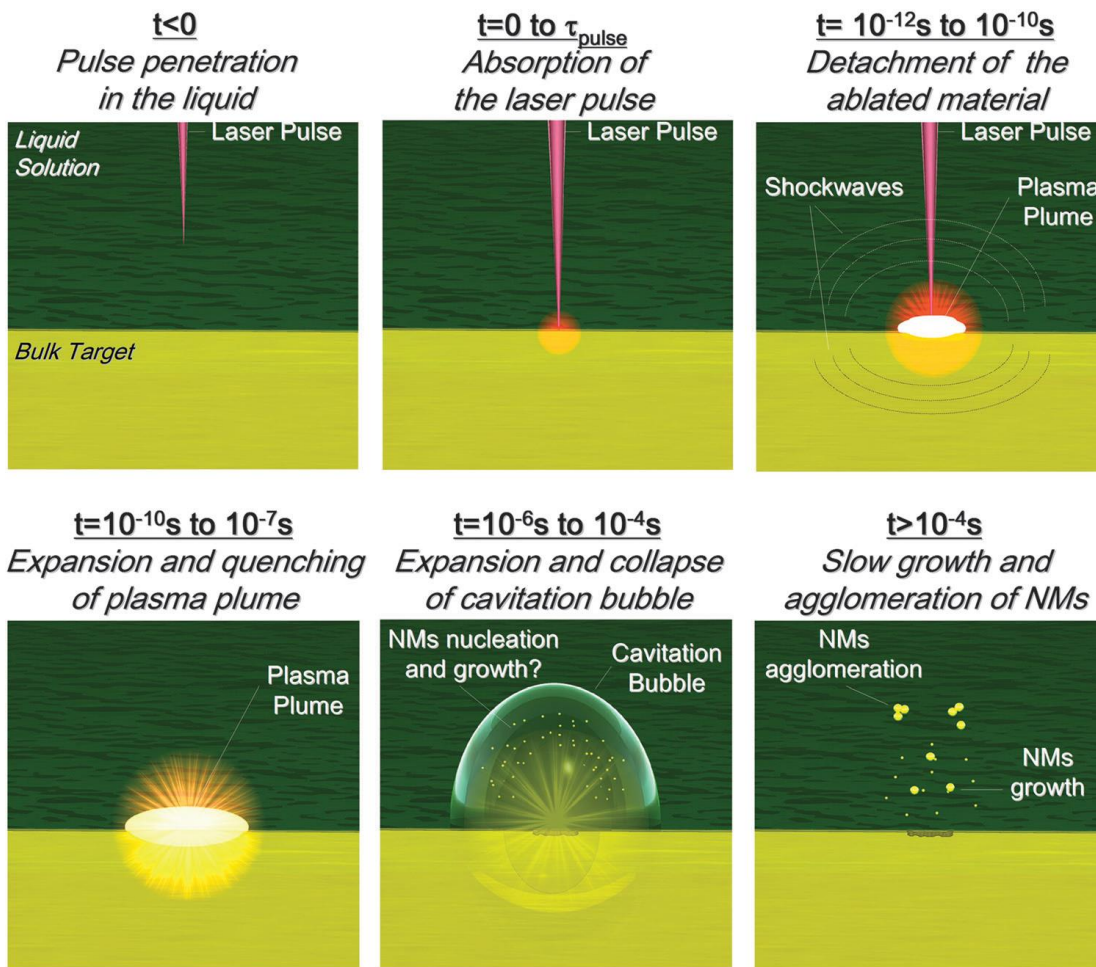 t<0
Pulse penetration
in the liquid
Liquid
Solution
Laser Pulse
Bulk Target
t=0 to τpulse
Absorption of
the laser pulse
Laser Pulse
t= 10⁻¹²s to 10⁻¹⁰s
Detachment of the
ablated material
Laser Pulse
Shockwaves
Plasma
Plume
t=10⁻¹⁰s to 10⁻⁷s
Expansion and quenching
of plasma plume
Plasma
Plume
t=10⁻⁶s to 10⁻⁴s
Expansion and collapse
of cavitation bubble
NMs nucleation
and growth?
Cavitation
Bubble
t>10⁻⁴s
Slow growth and
agglomeration of NMs
NMs
agglomeration
NMs
growth